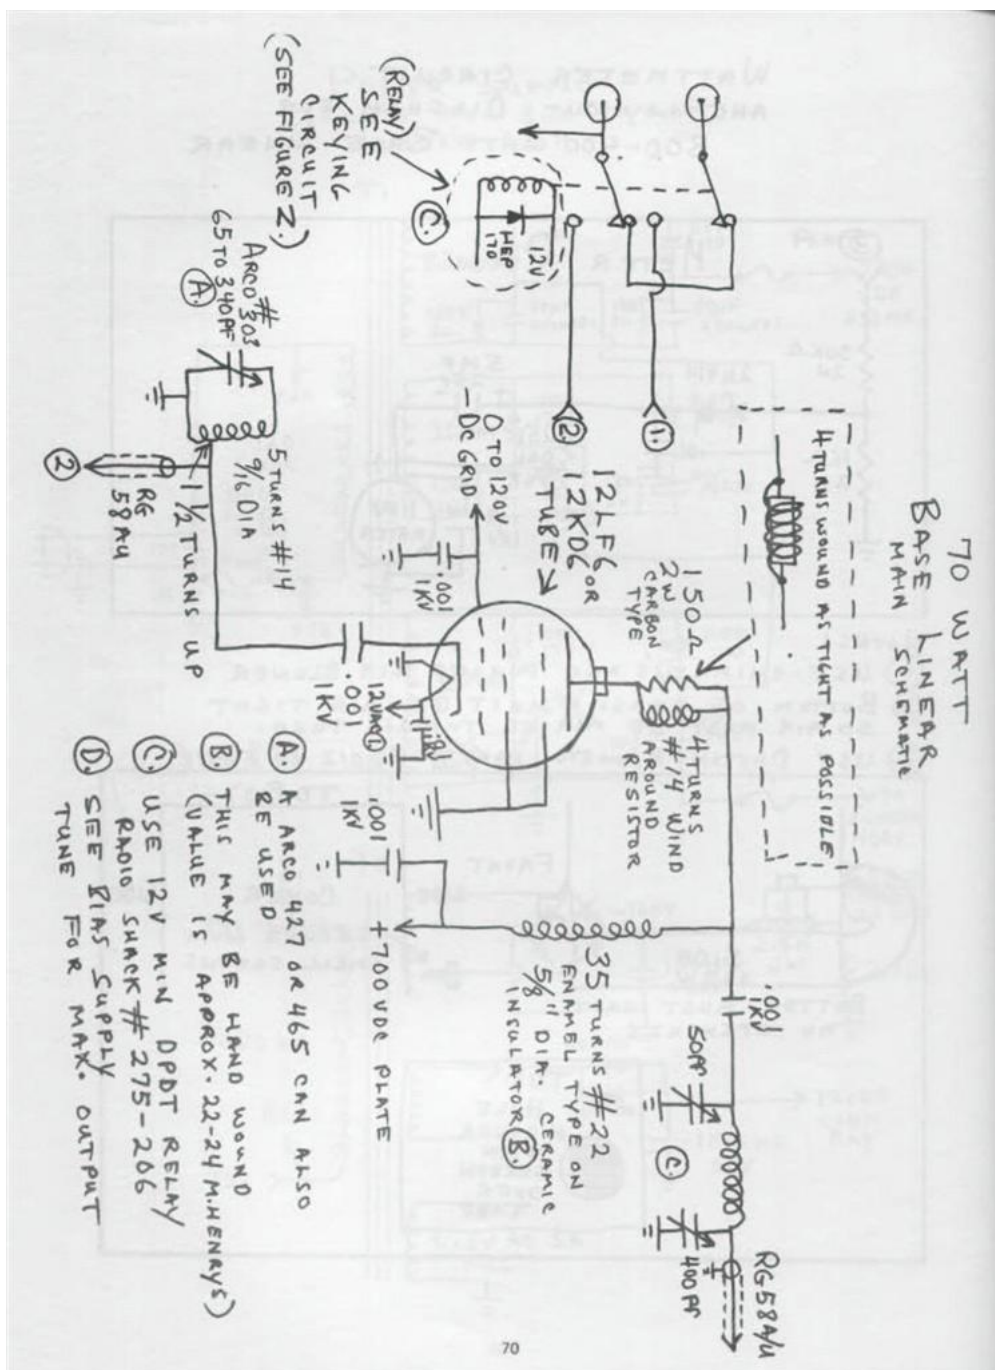 70 WATT
BASE LINEAR
MAIN SCHEMATIC
4 TURNS WOUND AS TIGHT AS POSSIBLE
(RELAY)
SEE
KEYING
CIRCUIT
(SEE FIGURE 2.)
C.
12V
HEP
170
1.
2.
ARCO # 303
65 TO 340PF
A.
5 TURNS #14
9/16 DIA
1 1/2 TURNS UP
RG
58AU
2
0 TO 120V
-DC GRID
.001
1KV
12LF6 OR
12KD6
TUBE
150Ω
2W
CARBON
TYPE
4 TURNS
#14 WIND
AROUND
RESISTOR
.001
1KV
12VAC
D
.001
1KV
+700VDC PLATE
35 TURNS #22
ENAMEL TYPE ON
5/8" DIA. CERAMIC
INSULATOR
B.
.001
1KV
50PF
C.
400PF
RG58A/U
A. A ARCO 427 OR 465 CAN ALSO
BE USED
B. THIS MAY BE HAND WOUND
(VALUE IS APPROX. 22-24 M.HENRYS)
C. USE 12V MIN DPDT RELAY
RADIO SHACK # 275-206
D. SEE BIAS SUPPLY
TUNE FOR MAX. OUTPUT
70